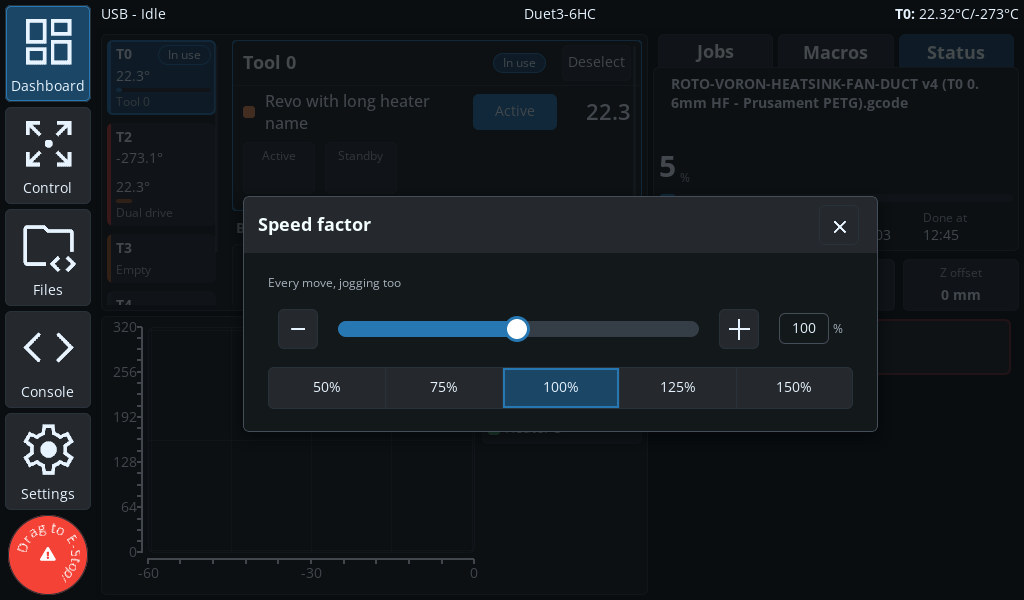 USB - Idle
Duet3-6HC
T0: 22.32°C/-273°C
Dashboard
Control
Files
Console
Settings
Drag to E-Stop!
T0
In use
22.3°
Tool 0
T2
-273.1°
22.3°
Dual drive
T3
Empty
T4
Tool 0
In use
Deselect
Revo with long heater
name
Active
22.3
Active
Standby
Jobs
Macros
Status
ROTO-VORON-HEATSINK-FAN-DUCT v4 (T0 0.
6mm HF - Prusament PETG).gcode
5 %
Done at
03
12:45
Z offset
0 mm
Speed factor
Every move, jogging too
100 %
50%
75%
100%
125%
150%
320
256
192
128
64
0
-60
-30
0